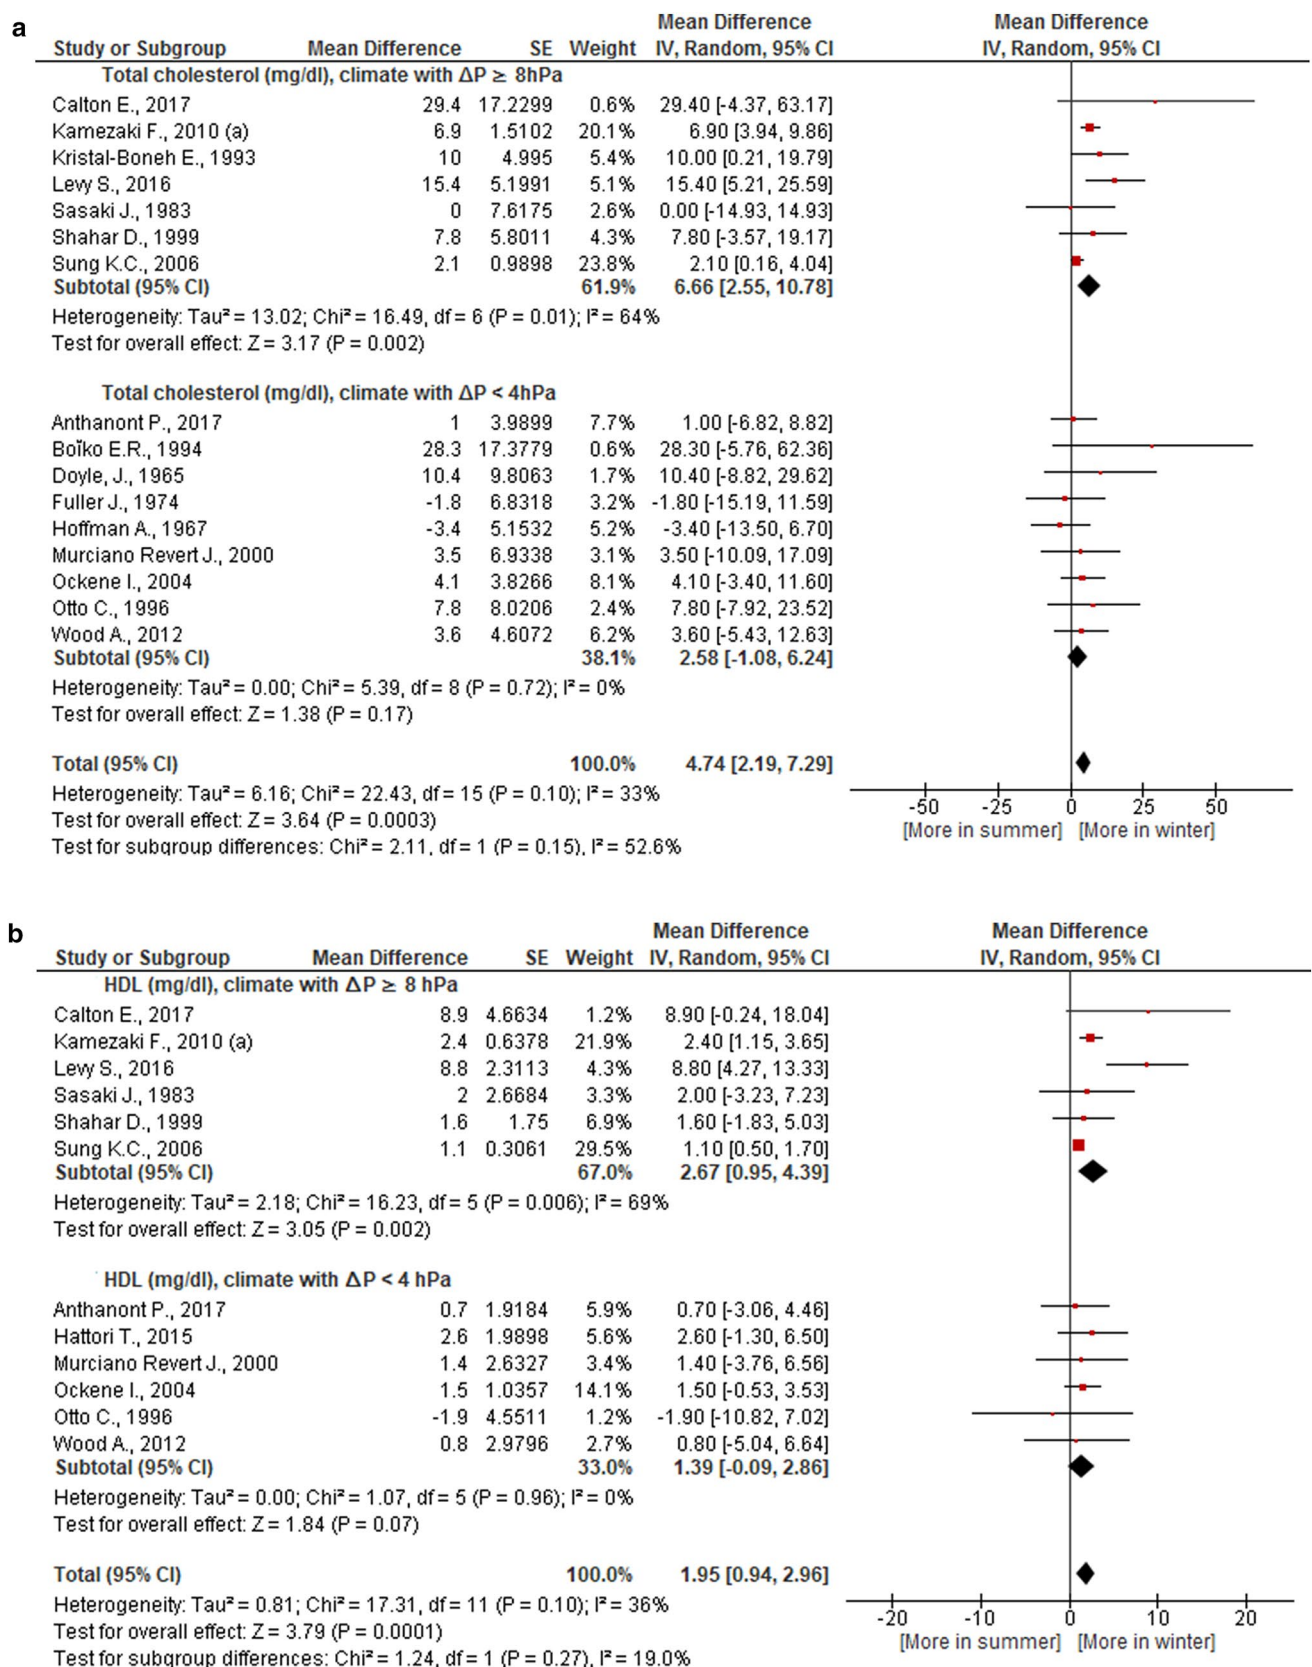 a
Mean Difference Mean Difference
Study or Subgroup Mean Difference SE Weight IV, Random, 95% CI IV, Random, 95% CI
Total cholesterol (mg/dl), climate with ΔP ≥ 8hPa
Calton E., 2017 29.4 17.2299 0.6% 29.40 [-4.37, 63.17]
Kamezaki F., 2010 (a) 6.9 1.5102 20.1% 6.90 [3.94, 9.86]
Kristal-Boneh E., 1993 10 4.995 5.4% 10.00 [0.21, 19.79]
Levy S., 2016 15.4 5.1991 5.1% 15.40 [5.21, 25.59]
Sasaki J., 1983 0 7.6175 2.6% 0.00 [-14.93, 14.93]
Shahar D., 1999 7.8 5.8011 4.3% 7.80 [-3.57, 19.17]
Sung K.C., 2006 2.1 0.9898 23.8% 2.10 [0.16, 4.04]
Subtotal (95% CI) 61.9% 6.66 [2.55, 10.78]
Heterogeneity: Tau² = 13.02; Chi² = 16.49, df = 6 (P = 0.01); I² = 64%
Test for overall effect: Z = 3.17 (P = 0.002)
Total cholesterol (mg/dl), climate with ΔP < 4hPa
Anthanont P., 2017 1 3.9899 7.7% 1.00 [-6.82, 8.82]
Boïko E.R., 1994 28.3 17.3779 0.6% 28.30 [-5.76, 62.36]
Doyle, J., 1965 10.4 9.8063 1.7% 10.40 [-8.82, 29.62]
Fuller J., 1974 -1.8 6.8318 3.2% -1.80 [-15.19, 11.59]
Hoffman A., 1967 -3.4 5.1532 5.2% -3.40 [-13.50, 6.70]
Murciano Revert J., 2000 3.5 6.9338 3.1% 3.50 [-10.09, 17.09]
Ockene I., 2004 4.1 3.8266 8.1% 4.10 [-3.40, 11.60]
Otto C., 1996 7.8 8.0206 2.4% 7.80 [-7.92, 23.52]
Wood A., 2012 3.6 4.6072 6.2% 3.60 [-5.43, 12.63]
Subtotal (95% CI) 38.1% 2.58 [-1.08, 6.24]
Heterogeneity: Tau² = 0.00; Chi² = 5.39, df = 8 (P = 0.72); I² = 0%
Test for overall effect: Z = 1.38 (P = 0.17)
Total (95% CI) 100.0% 4.74 [2.19, 7.29]
Heterogeneity: Tau² = 6.16; Chi² = 22.43, df = 15 (P = 0.10); I² = 33%
Test for overall effect: Z = 3.64 (P = 0.0003)
Test for subgroup differences: Chi² = 2.11, df = 1 (P = 0.15), I² = 52.6%
-50 -25 0 25 50
[More in summer] [More in winter]
b
Mean Difference Mean Difference
Study or Subgroup Mean Difference SE Weight IV, Random, 95% CI IV, Random, 95% CI
HDL (mg/dl), climate with ΔP ≥ 8 hPa
Calton E., 2017 8.9 4.6634 1.2% 8.90 [-0.24, 18.04]
Kamezaki F., 2010 (a) 2.4 0.6378 21.9% 2.40 [1.15, 3.65]
Levy S., 2016 8.8 2.3113 4.3% 8.80 [4.27, 13.33]
Sasaki J., 1983 2 2.6684 3.3% 2.00 [-3.23, 7.23]
Shahar D., 1999 1.6 1.75 6.9% 1.60 [-1.83, 5.03]
Sung K.C., 2006 1.1 0.3061 29.5% 1.10 [0.50, 1.70]
Subtotal (95% CI) 67.0% 2.67 [0.95, 4.39]
Heterogeneity: Tau² = 2.18; Chi² = 16.23, df = 5 (P = 0.006); I² = 69%
Test for overall effect: Z = 3.05 (P = 0.002)
HDL (mg/dl), climate with ΔP < 4 hPa
Anthanont P., 2017 0.7 1.9184 5.9% 0.70 [-3.06, 4.46]
Hattori T., 2015 2.6 1.9898 5.6% 2.60 [-1.30, 6.50]
Murciano Revert J., 2000 1.4 2.6327 3.4% 1.40 [-3.76, 6.56]
Ockene I., 2004 1.5 1.0357 14.1% 1.50 [-0.53, 3.53]
Otto C., 1996 -1.9 4.5511 1.2% -1.90 [-10.82, 7.02]
Wood A., 2012 0.8 2.9796 2.7% 0.80 [-5.04, 6.64]
Subtotal (95% CI) 33.0% 1.39 [-0.09, 2.86]
Heterogeneity: Tau² = 0.00; Chi² = 1.07, df = 5 (P = 0.96); I² = 0%
Test for overall effect: Z = 1.84 (P = 0.07)
Total (95% CI) 100.0% 1.95 [0.94, 2.96]
Heterogeneity: Tau² = 0.81; Chi² = 17.31, df = 11 (P = 0.10); I² = 36%
Test for overall effect: Z = 3.79 (P = 0.0001)
Test for subgroup differences: Chi² = 1.24, df = 1 (P = 0.27), I² = 19.0%
-20 -10 0 10 20
[More in summer] [More in winter]